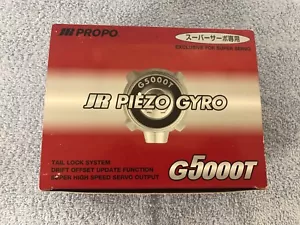 JR PROPO
スーパーサーボ専用
EXCLUSIVE FOR SUPER SERVO
G5000T
JR PIEZO GYRO
TAIL LOCK SYSTEM
DRIFT OFFSET UPDATE FUNCTION
SUPER HIGH SPEED SERVO OUTPUT
G5000T